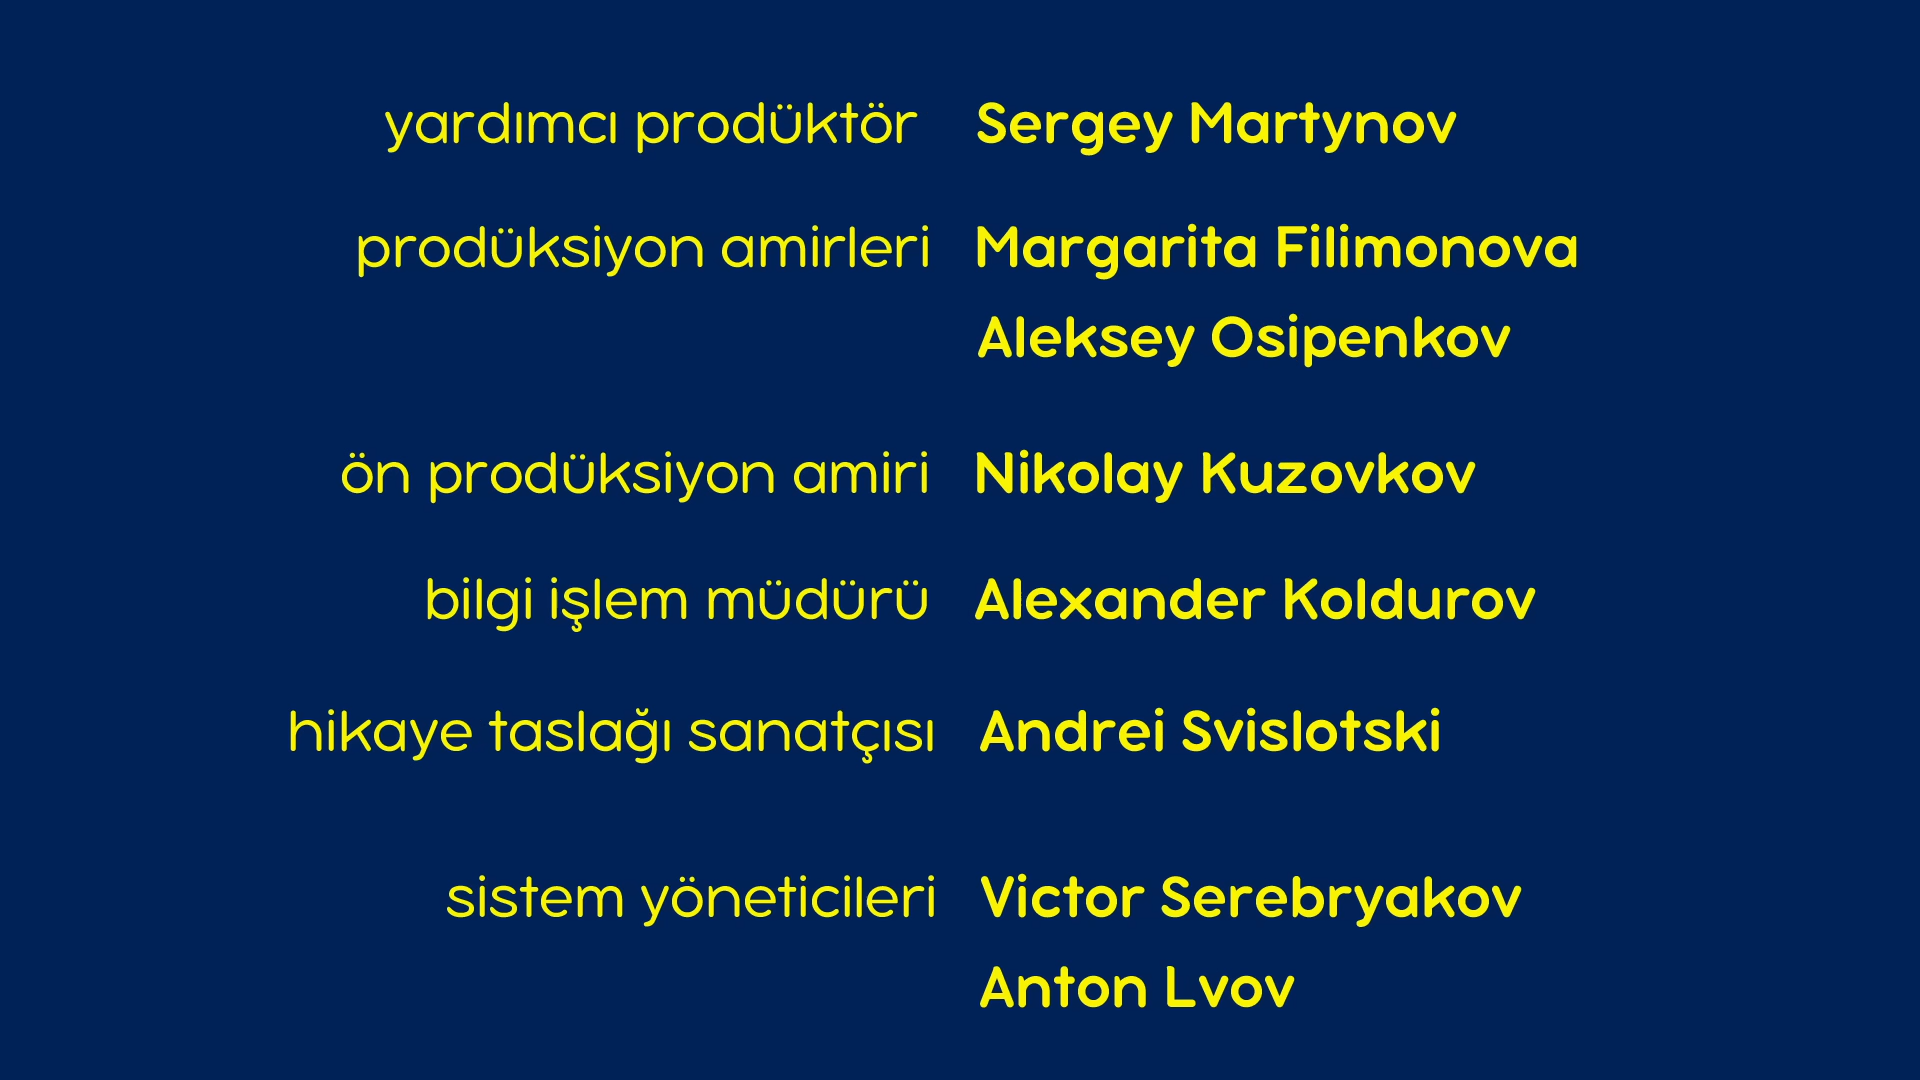 yardımcı prodüktör Sergey Martynov
prodüksiyon amirleri Margarita Filimonova
Aleksey Osipenkov
ön prodüksiyon amiri Nikolay Kuzovkov
bilgi işlem müdürü Alexander Koldurov
hikaye taslağı sanatçısı Andrei Svislotski
sistem yöneticileri Victor Serebryakov
Anton Lvov